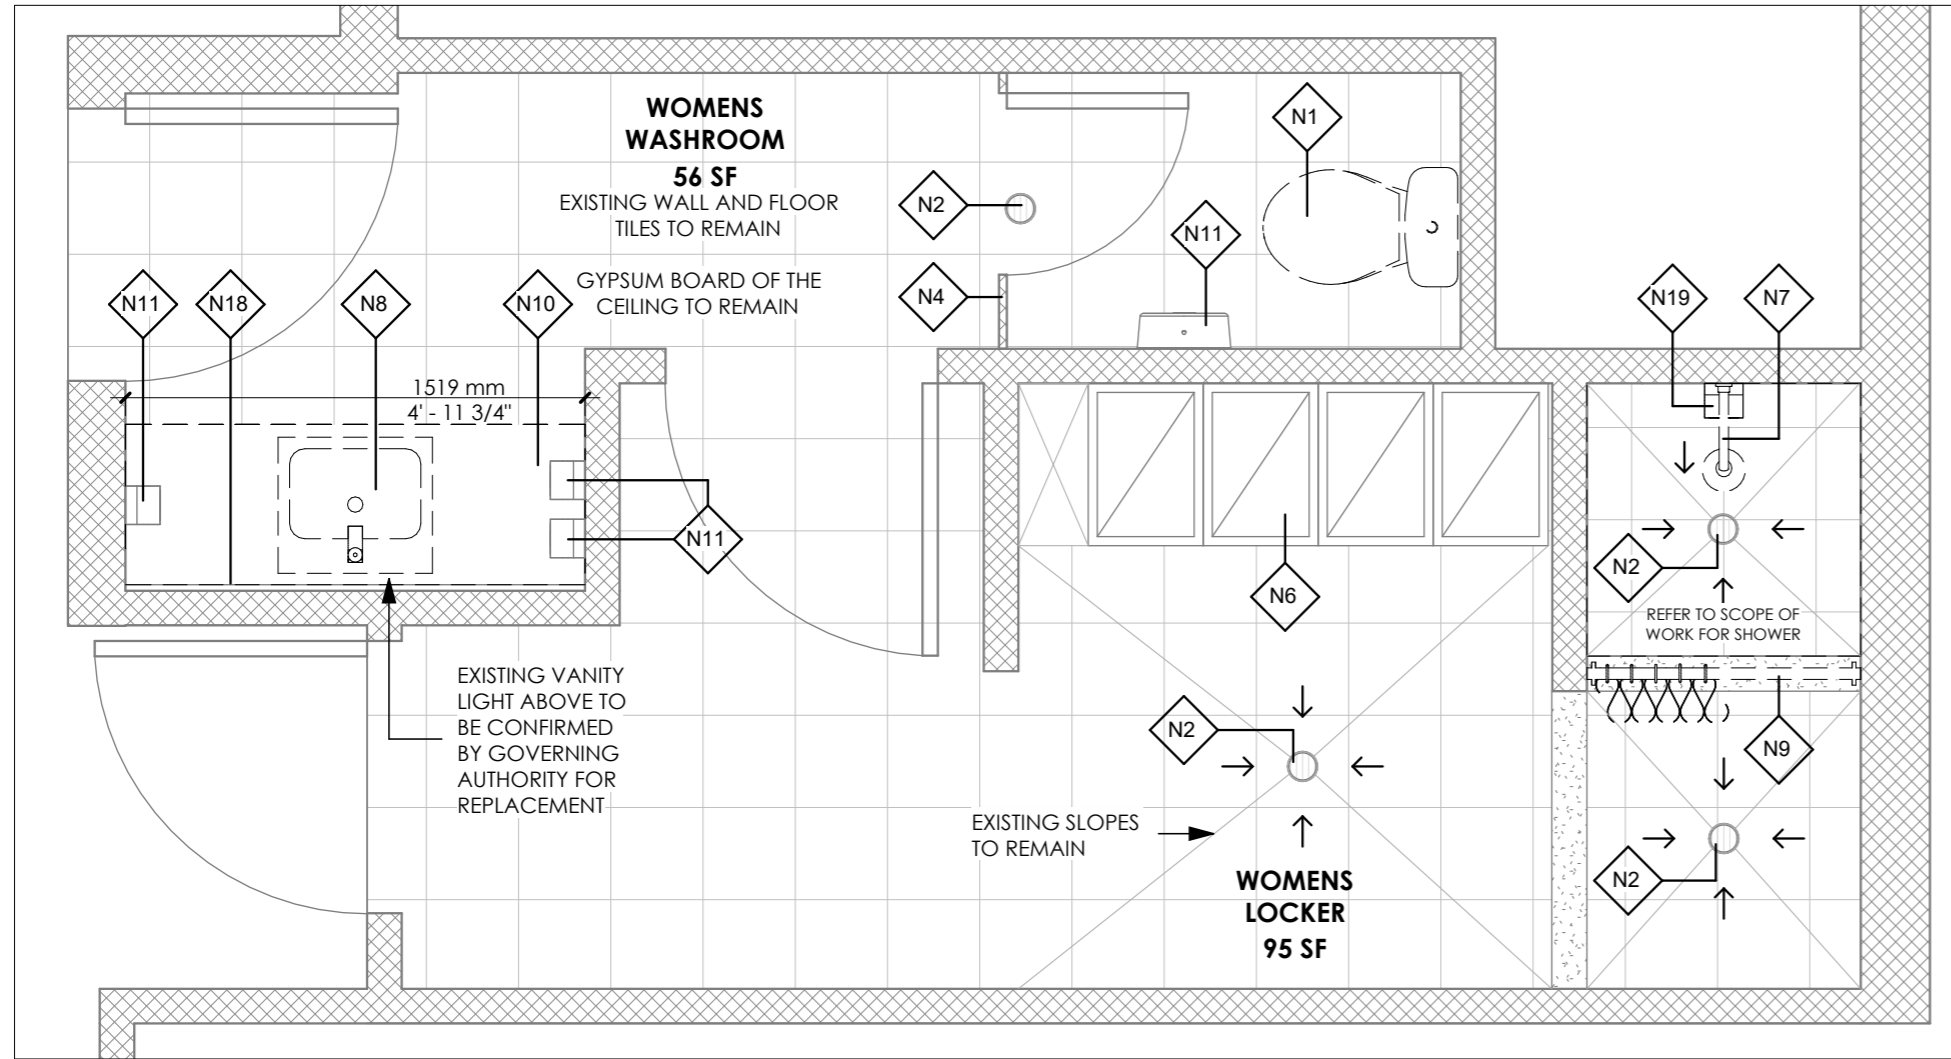 WOMENS
WASHROOM
56 SF
EXISTING WALL AND FLOOR
TILES TO REMAIN
GYPSUM BOARD OF THE
CEILING TO REMAIN
N1
N2
N11
N4
N11
N18
N8
N10
N19
N7
1519 mm
4' - 11 3/4"
N11
N6
N2
REFER TO SCOPE OF
WORK FOR SHOWER
EXISTING VANITY
LIGHT ABOVE TO
BE CONFIRMED
BY GOVERNING
AUTHORITY FOR
REPLACEMENT
N2
N9
EXISTING SLOPES
TO REMAIN
WOMENS
LOCKER
95 SF
N2